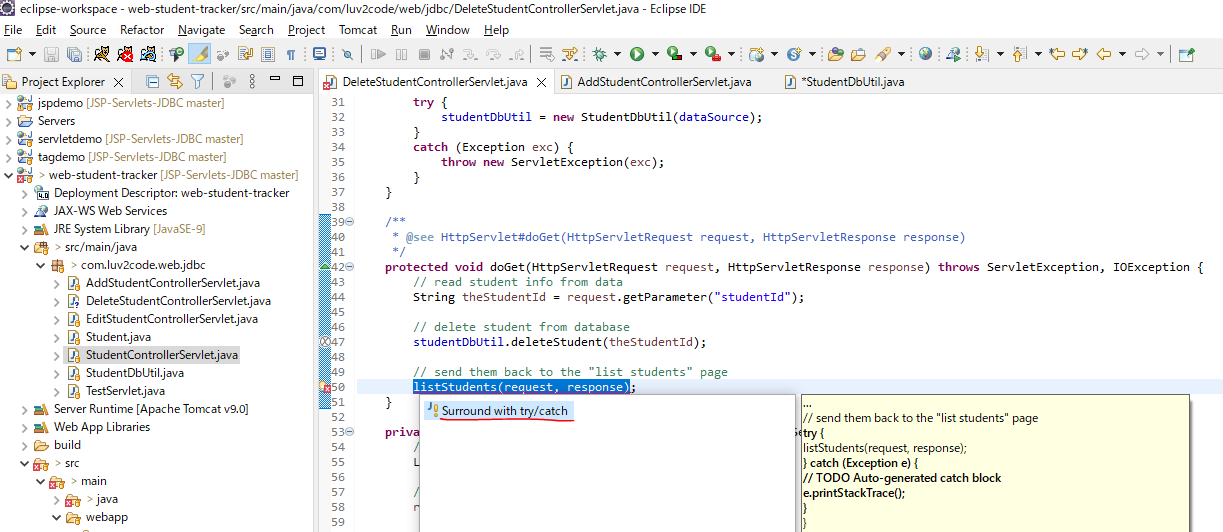 eclipse-workspace - web-student-tracker/src/main/java/com/luv2code/web/jdbc/DeleteStudentControllerServlet.java - Eclipse IDE
File Edit Source Refactor Navigate Search Project Tomcat Run Window Help
Project Explorer
DeleteStudentControllerServlet.java
AddStudentControllerServlet.java
*StudentDbUtil.java
jspdemo [JSP-Servlets-JDBC master]
Servers
servletdemo [JSP-Servlets-JDBC master]
tagdemo [JSP-Servlets-JDBC master]
> web-student-tracker [JSP-Servlets-JDBC master]
Deployment Descriptor: web-student-tracker
JAX-WS Web Services
JRE System Library [JavaSE-9]
> src/main/java
> com.luv2code.web.jdbc
AddStudentControllerServlet.java
DeleteStudentControllerServlet.java
EditStudentControllerServlet.java
Student.java
StudentControllerServlet.java
StudentDbUtil.java
TestServlet.java
Server Runtime [Apache Tomcat v9.0]
Web App Libraries
build
> src
> main
> java
> webapp
31 try {
32 studentDbUtil = new StudentDbUtil(dataSource);
33 }
34 catch (Exception exc) {
35 throw new ServletException(exc);
36 }
37 }
38
39 /**
40 * @see HttpServlet#doGet(HttpServletRequest request, HttpServletResponse response)
41 */
42 protected void doGet(HttpServletRequest request, HttpServletResponse response) throws ServletException, IOException {
43 // read student info from data
44 String theStudentId = request.getParameter("studentId");
45
46 // delete student from database
47 studentDbUtil.deleteStudent(theStudentId);
48
49 // send them back to the "list students" page
50 listStudents(request, response);
51 }
52
53 priv
54 /
55 L
56
57 /
58 r
59
Surround with try/catch
...
// send them back to the "list students" page
try {
listStudents(request, response);
} catch (Exception e) {
// TODO Auto-generated catch block
e.printStackTrace();
}
}